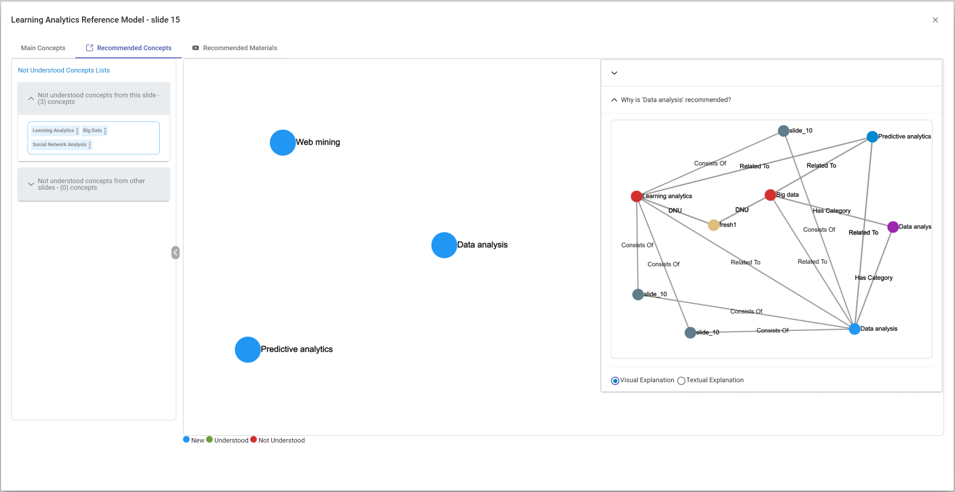 Learning Analytics Reference Model - slide 15
Main Concepts
Recommended Concepts
Recommended Materials
Not Understood Concepts Lists
Not understood concepts from this slide -
(3) concepts
Learning Analytics
Big Data
Social Network Analysis
Not understood concepts from other
slides - (0) concepts
Web mining
Data analysis
Predictive analytics
New
Understood
Not Understood
Why is 'Data analysis' recommended?
slide_10
Predictive analytics
Consists Of
Related To
Related To
Learning analytics
Big data
DNU
DNU
Has Category
fresh1
Data analys
Consists Of
Related To
Consists Of
Consists Of
Related To
Related To
Has Category
slide_10
Consists Of
Data analysis
slide_10
Consists Of
Visual Explanation
Textual Explanation